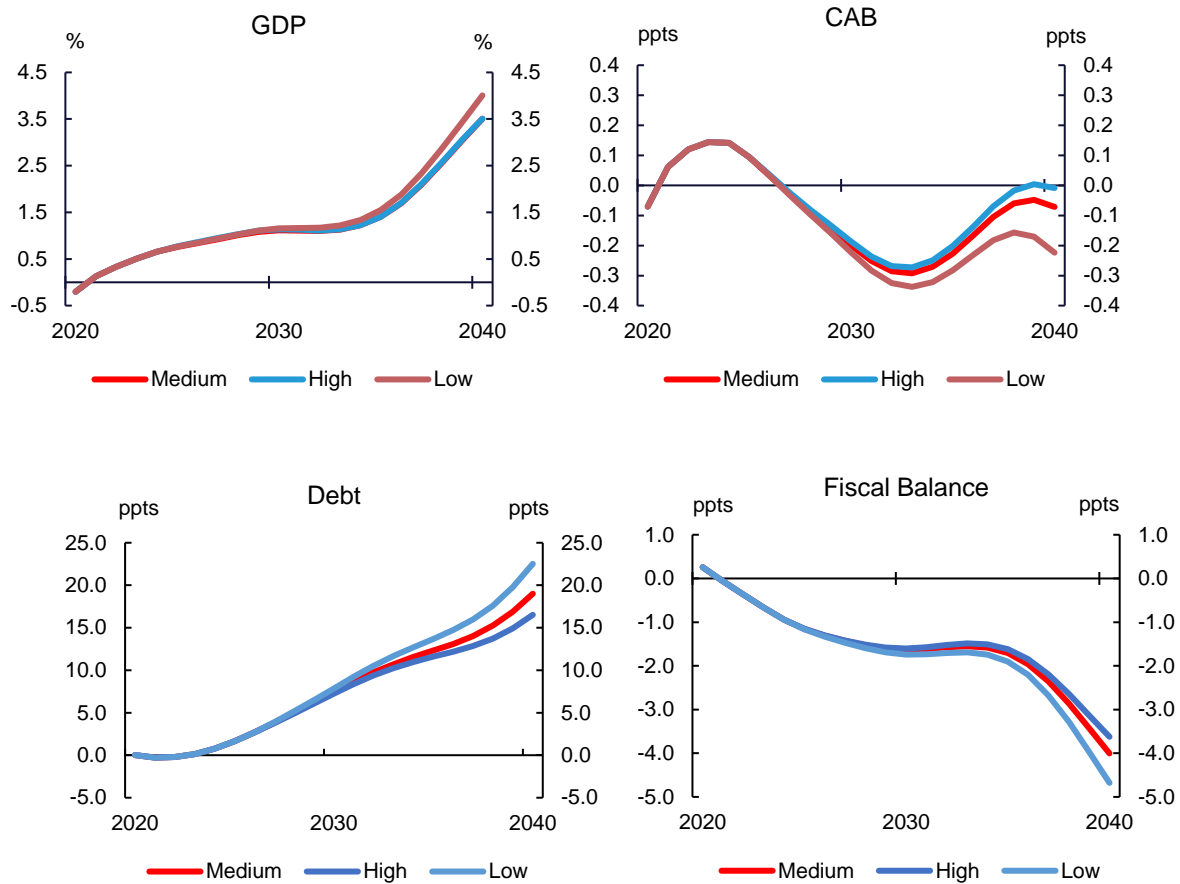 GDP
% %
4.5 4.5
3.5 3.5
2.5 2.5
1.5 1.5
0.5 0.5
-0.5 -0.5
2020 2030 2040
Medium High Low
CAB
ppts ppts
0.4 0.4
0.3 0.3
0.2 0.2
0.1 0.1
0.0 0.0
-0.1 -0.1
-0.2 -0.2
-0.3 -0.3
-0.4 -0.4
2020 2030 2040
Medium High Low
Debt
ppts ppts
25.0 25.0
20.0 20.0
15.0 15.0
10.0 10.0
5.0 5.0
0.0 0.0
-5.0 -5.0
2020 2030 2040
Medium High Low
Fiscal Balance
ppts ppts
1.0 1.0
0.0 0.0
-1.0 -1.0
-2.0 -2.0
-3.0 -3.0
-4.0 -4.0
-5.0 -5.0
2020 2030 2040
Medium High Low